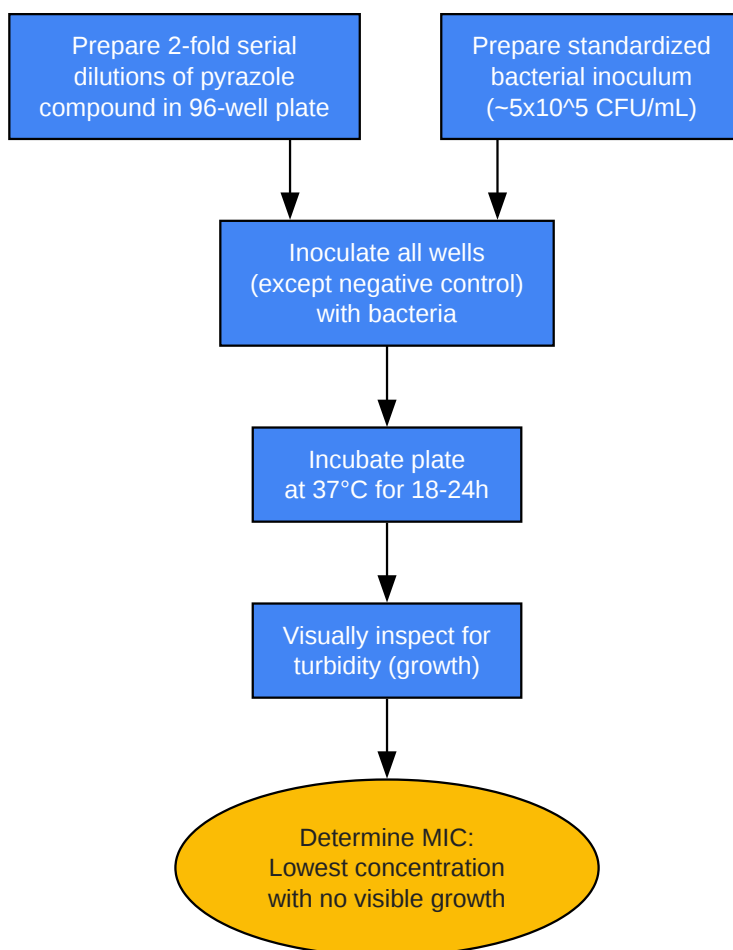 Prepare 2-fold serial
dilutions of pyrazole
compound in 96-well plate
Prepare standardized
bacterial inoculum
(~5x10^5 CFU/mL)
Inoculate all wells
(except negative control)
with bacteria
Incubate plate
at 37°C for 18-24h
Visually inspect for
turbidity (growth)
Determine MIC:
Lowest concentration
with no visible growth